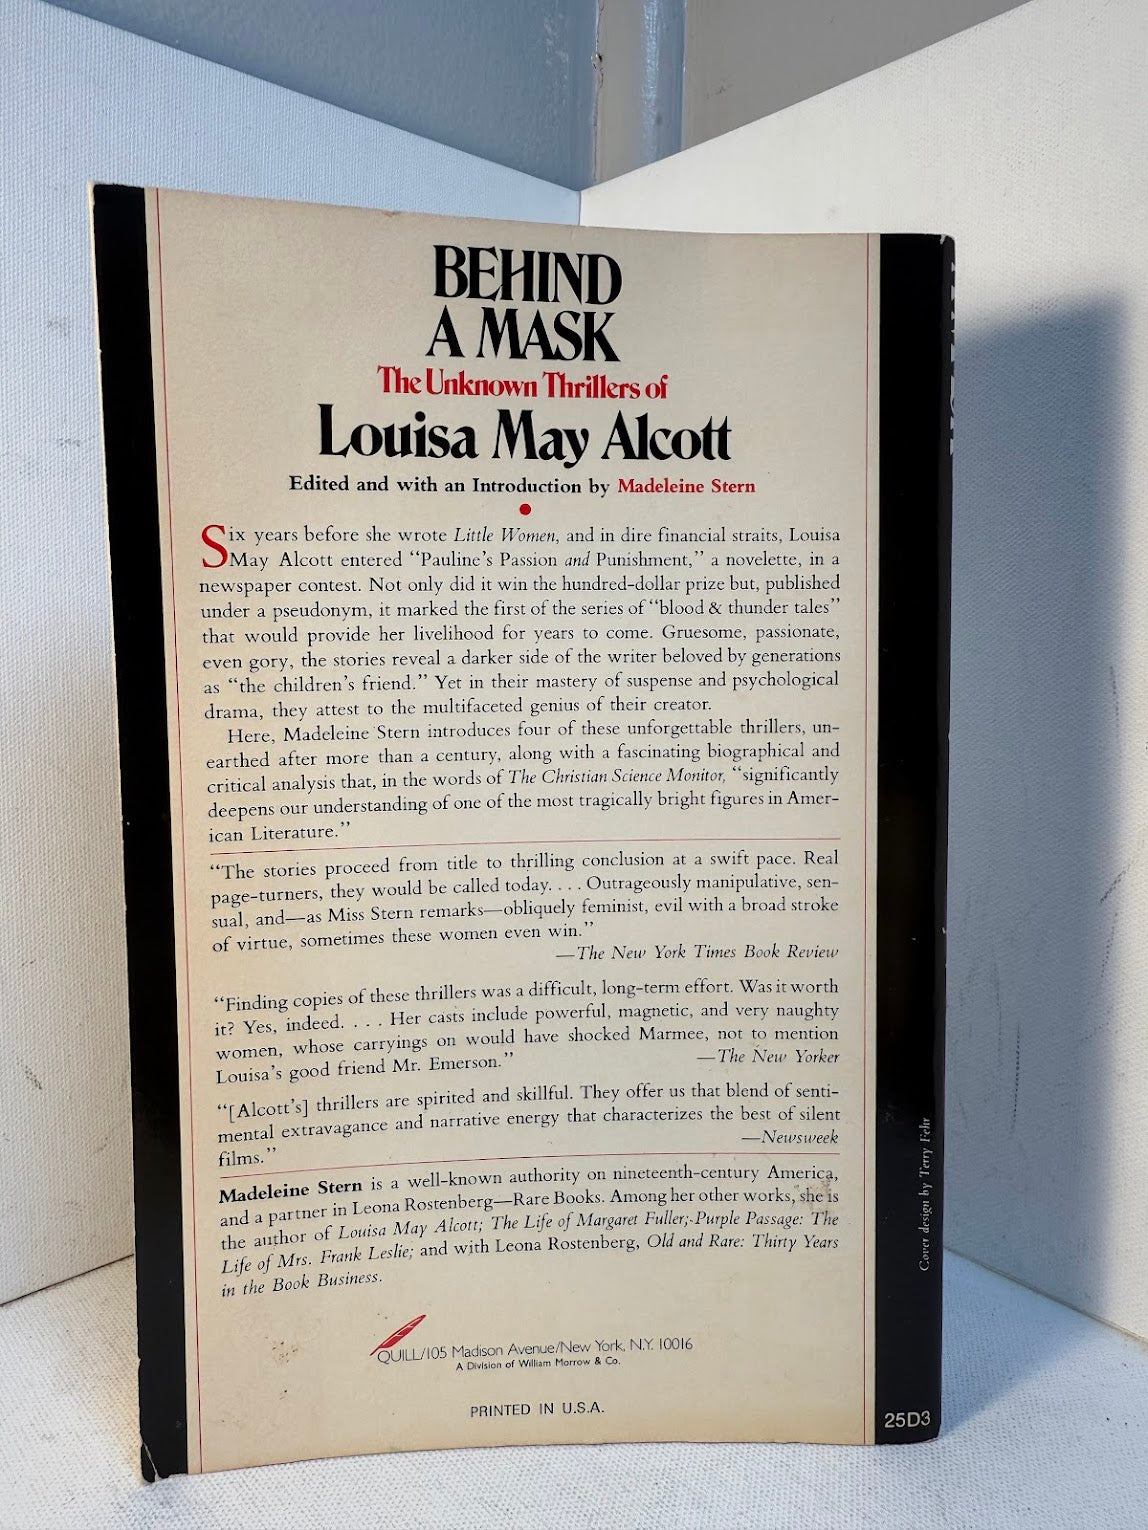 BEHIND
A MASK
The Unknown Thrillers of
Louisa May Alcott
Edited and with an Introduction by Madeleine Stern
Six years before she wrote Little Women, and in dire financial straits, Louisa
May Alcott entered “Pauline’s Passion and Punishment,” a novelette, in a
newspaper contest. Not only did it win the hundred-dollar prize but, published
under a pseudonym, it marked the first of the series of “blood & thunder tales”
that would provide her livelihood for years to come. Gruesome, passionate,
even gory, the stories reveal a darker side of the writer beloved by generations
as “the children’s friend.” Yet in their mastery of suspense and psychological
drama, they attest to the multifaceted genius of their creator.
Here, Madeleine Stern introduces four of these unforgettable thrillers, un-
earthed after more than a century, along with a fascinating biographical and
critical analysis that, in the words of The Christian Science Monitor, “significantly
deepens our understanding of one of the most tragically bright figures in Amer-
ican Literature.”
“The stories proceed from title to thrilling conclusion at a swift pace. Real
page-turners, they would be called today. . . . Outrageously manipulative, sen-
sual, and—as Miss Stern remarks—obliquely feminist, evil with a broad stroke
of virtue, sometimes these women even win.”
—The New York Times Book Review
“Finding copies of these thrillers was a difficult, long-term effort. Was it worth
it? Yes, indeed. . . . Her casts include powerful, magnetic, and very naughty
women, whose carryings on would have shocked Marmee, not to mention
Louisa’s good friend Mr. Emerson.” —The New Yorker
“[Alcott’s] thrillers are spirited and skillful. They offer us that blend of senti-
mental extravagance and narrative energy that characterizes the best of silent
films.” —Newsweek
Madeleine Stern is a well-known authority on nineteenth-century America,
and a partner in Leona Rostenberg—Rare Books. Among her other works, she is
the author of Louisa May Alcott; The Life of Margaret Fuller; Purple Passage: The
Life of Mrs. Frank Leslie; and with Leona Rostenberg, Old and Rare: Thirty Years
in the Book Business.
QUILL/105 Madison Avenue/New York, N.Y. 10016
A Division of William Morrow & Co.
PRINTED IN U.S.A.
Cover design by Terry Fehr
25D3